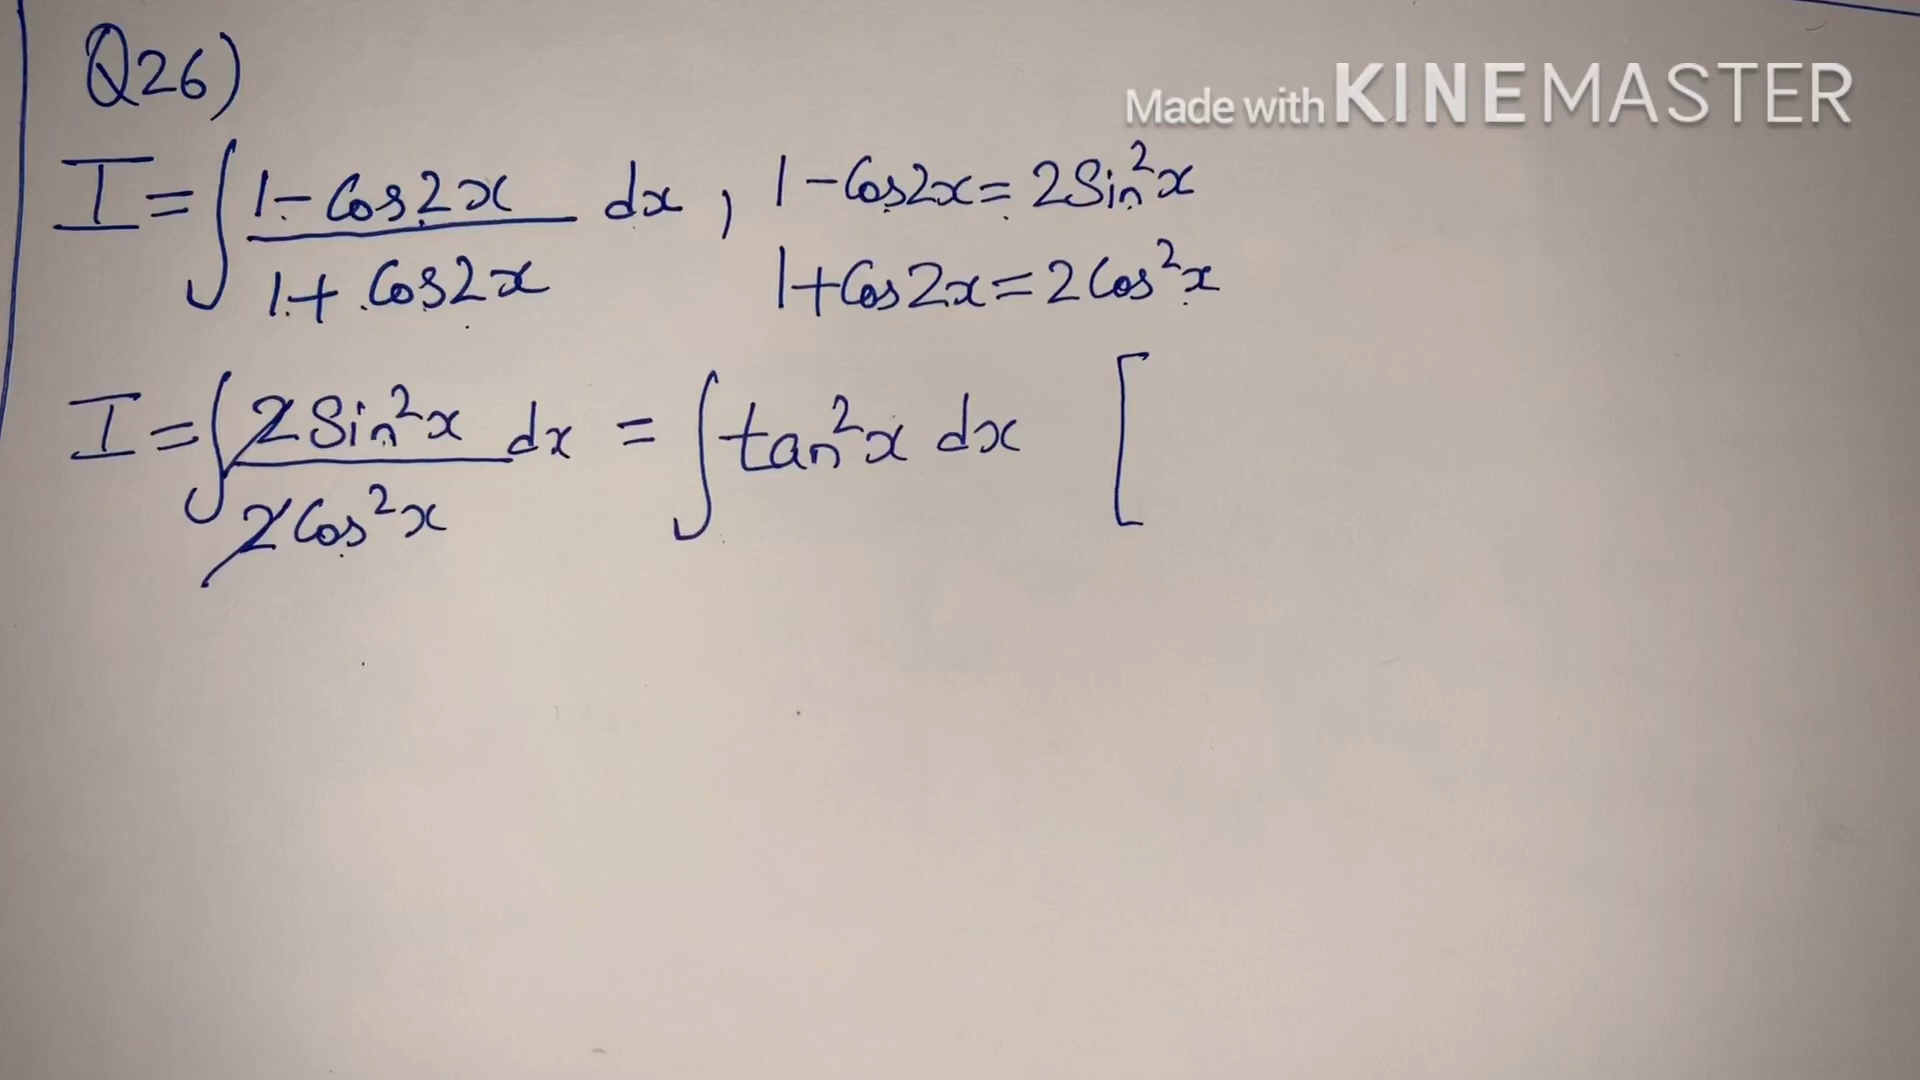 Q26)
Made with KINEMASTER
I = ∫ (1 - Cos2x)/(1 + Cos2x) dx , 1 - Cos2x = 2Sin²x
1 + Cos2x = 2Cos²x
I = ∫ 2Sin²x/2Cos²x dx = ∫ tan²x dx [